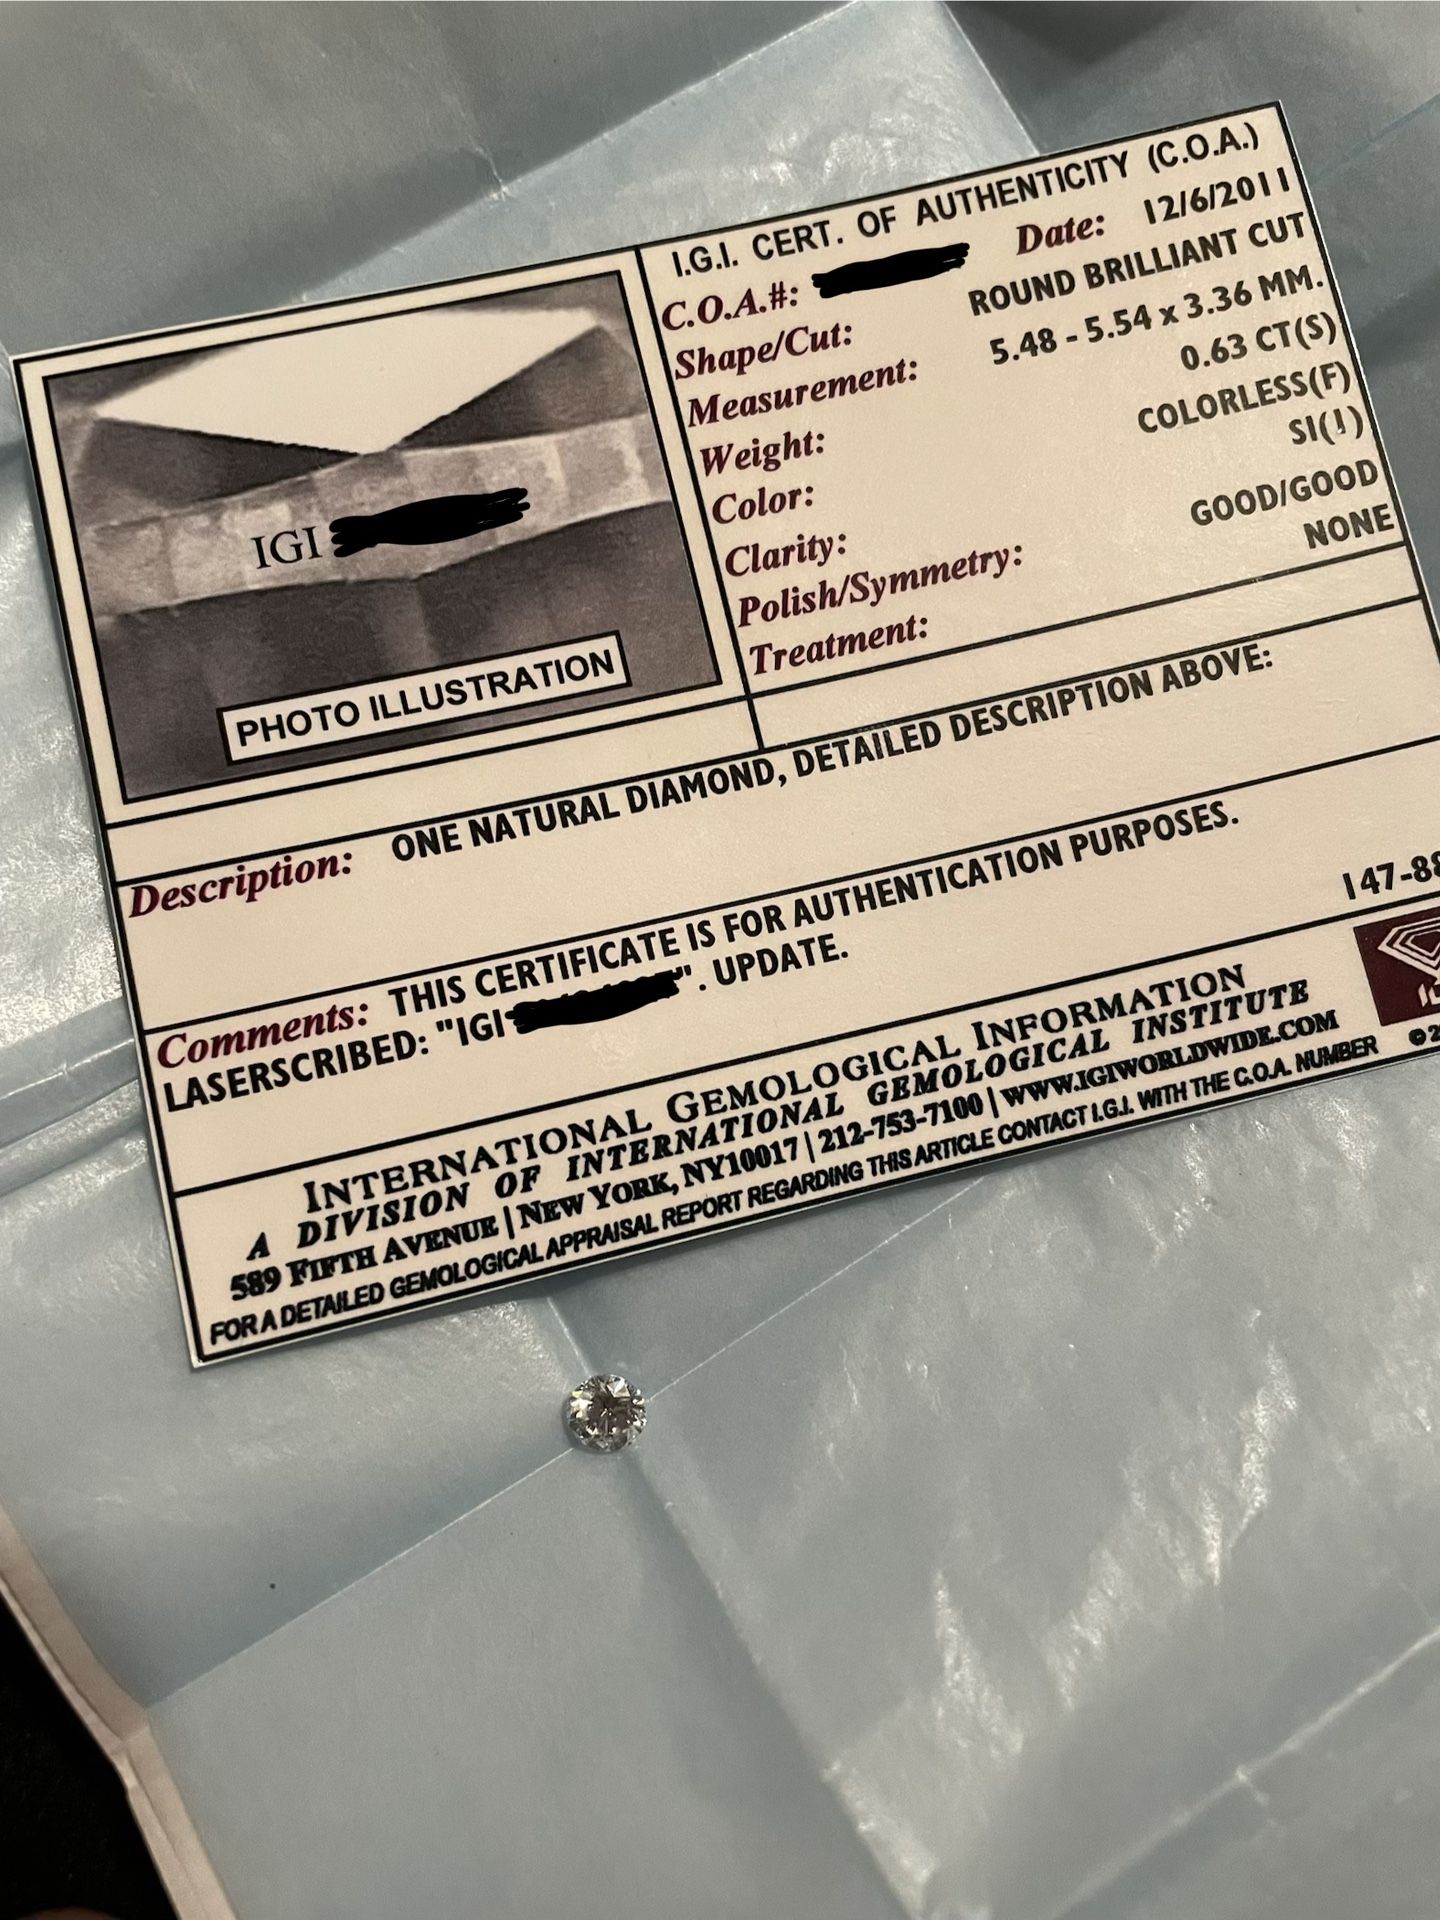 I.G.I. CERT. OF AUTHENTICITY (C.O.A.)
C.O.A.#: Date: 12/6/2011
Shape/Cut: ROUND BRILLIANT CUT
Measurement: 5.48 - 5.54 x 3.36 MM.
Weight: 0.63 CT(S)
Color: COLORLESS(F)
Clarity: SI(1)
Polish/Symmetry: GOOD/GOOD
Treatment: NONE
IGI
PHOTO ILLUSTRATION
Description: ONE NATURAL DIAMOND, DETAILED DESCRIPTION ABOVE:
Comments: THIS CERTIFICATE IS FOR AUTHENTICATION PURPOSES.
LASERSCRIBED: "IGI ". UPDATE.
147-88
INTERNATIONAL GEMOLOGICAL INFORMATION
A DIVISION OF INTERNATIONAL GEMOLOGICAL INSTITUTE
589 FIFTH AVENUE | NEW YORK, NY10017 | 212-753-7100 | WWW.IGIWORLDWIDE.COM
FOR A DETAILED GEMOLOGICAL APPRAISAL REPORT REGARDING THIS ARTICLE CONTACT I.G.I. WITH THE C.O.A. NUMBER
©2